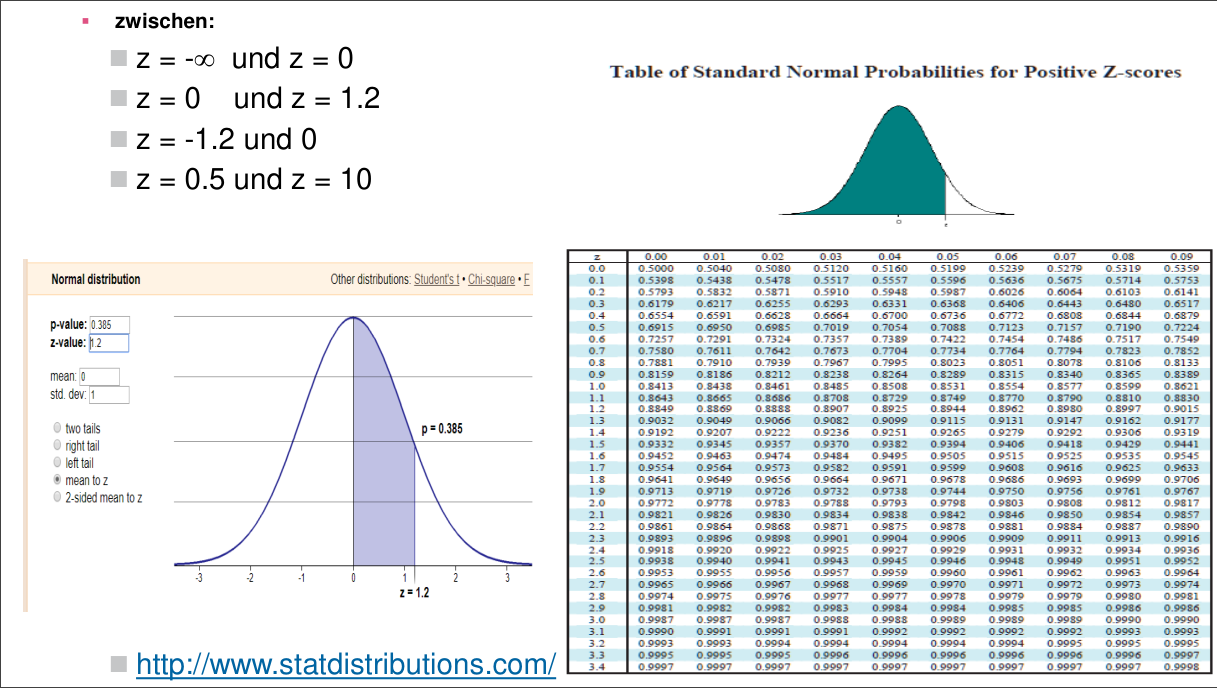 zwischen:
z = -∞ und z = 0
z = 0 und z = 1.2
z = -1.2 und 0
z = 0.5 und z = 10
Table of Standard Normal Probabilities for Positive Z-scores
0 z
Normal distribution Other distributions: Student's t • Chi-square • F
p-value: 0.385
z-value: 1.2
mean: 0
std. dev: 1
two tails
right tail
left tail
mean to z
2-sided mean to z
p = 0.385
-3 -2 -1 0 1 2 3
z = 1.2
z 0.00 0.01 0.02 0.03 0.04 0.05 0.06 0.07 0.08 0.09
0.0 0.5000 0.5040 0.5080 0.5120 0.5160 0.5199 0.5239 0.5279 0.5319 0.5359
0.1 0.5398 0.5438 0.5478 0.5517 0.5557 0.5596 0.5636 0.5675 0.5714 0.5753
0.2 0.5793 0.5832 0.5871 0.5910 0.5948 0.5987 0.6026 0.6064 0.6103 0.6141
0.3 0.6179 0.6217 0.6255 0.6293 0.6331 0.6368 0.6406 0.6443 0.6480 0.6517
0.4 0.6554 0.6591 0.6628 0.6664 0.6700 0.6736 0.6772 0.6808 0.6844 0.6879
0.5 0.6915 0.6950 0.6985 0.7019 0.7054 0.7088 0.7123 0.7157 0.7190 0.7224
0.6 0.7257 0.7291 0.7324 0.7357 0.7389 0.7422 0.7454 0.7486 0.7517 0.7549
0.7 0.7580 0.7611 0.7642 0.7673 0.7704 0.7734 0.7764 0.7794 0.7823 0.7852
0.8 0.7881 0.7910 0.7939 0.7967 0.7995 0.8023 0.8051 0.8078 0.8106 0.8133
0.9 0.8159 0.8186 0.8212 0.8238 0.8264 0.8289 0.8315 0.8340 0.8365 0.8389
1.0 0.8413 0.8438 0.8461 0.8485 0.8508 0.8531 0.8554 0.8577 0.8599 0.8621
1.1 0.8643 0.8665 0.8686 0.8708 0.8729 0.8749 0.8770 0.8790 0.8810 0.8830
1.2 0.8849 0.8869 0.8888 0.8907 0.8925 0.8944 0.8962 0.8980 0.8997 0.9015
1.3 0.9032 0.9049 0.9066 0.9082 0.9099 0.9115 0.9131 0.9147 0.9162 0.9177
1.4 0.9192 0.9207 0.9222 0.9236 0.9251 0.9265 0.9279 0.9292 0.9306 0.9319
1.5 0.9332 0.9345 0.9357 0.9370 0.9382 0.9394 0.9406 0.9418 0.9429 0.9441
1.6 0.9452 0.9463 0.9474 0.9484 0.9495 0.9505 0.9515 0.9525 0.9535 0.9545
1.7 0.9554 0.9564 0.9573 0.9582 0.9591 0.9599 0.9608 0.9616 0.9625 0.9633
1.8 0.9641 0.9649 0.9656 0.9664 0.9671 0.9678 0.9686 0.9693 0.9699 0.9706
1.9 0.9713 0.9719 0.9726 0.9732 0.9738 0.9744 0.9750 0.9756 0.9761 0.9767
2.0 0.9772 0.9778 0.9783 0.9788 0.9793 0.9798 0.9803 0.9808 0.9812 0.9817
2.1 0.9821 0.9826 0.9830 0.9834 0.9838 0.9842 0.9846 0.9850 0.9854 0.9857
2.2 0.9861 0.9864 0.9868 0.9871 0.9875 0.9878 0.9881 0.9884 0.9887 0.9890
2.3 0.9893 0.9896 0.9898 0.9901 0.9904 0.9906 0.9909 0.9911 0.9913 0.9916
2.4 0.9918 0.9920 0.9922 0.9925 0.9927 0.9929 0.9931 0.9932 0.9934 0.9936
2.5 0.9938 0.9940 0.9941 0.9943 0.9945 0.9946 0.9948 0.9949 0.9951 0.9952
2.6 0.9953 0.9955 0.9956 0.9957 0.9959 0.9960 0.9961 0.9962 0.9963 0.9964
2.7 0.9965 0.9966 0.9967 0.9968 0.9969 0.9970 0.9971 0.9972 0.9973 0.9974
2.8 0.9974 0.9975 0.9976 0.9977 0.9977 0.9978 0.9979 0.9979 0.9980 0.9981
2.9 0.9981 0.9982 0.9982 0.9983 0.9984 0.9984 0.9985 0.9985 0.9986 0.9986
3.0 0.9987 0.9987 0.9987 0.9988 0.9988 0.9989 0.9989 0.9989 0.9990 0.9990
3.1 0.9990 0.9991 0.9991 0.9991 0.9992 0.9992 0.9992 0.9992 0.9993 0.9993
3.2 0.9993 0.9993 0.9994 0.9994 0.9994 0.9994 0.9994 0.9995 0.9995 0.9995
3.3 0.9995 0.9995 0.9995 0.9996 0.9996 0.9996 0.9996 0.9996 0.9996 0.9997
3.4 0.9997 0.9997 0.9997 0.9997 0.9997 0.9997 0.9997 0.9997 0.9997 0.9998
http://www.statdistributions.com/